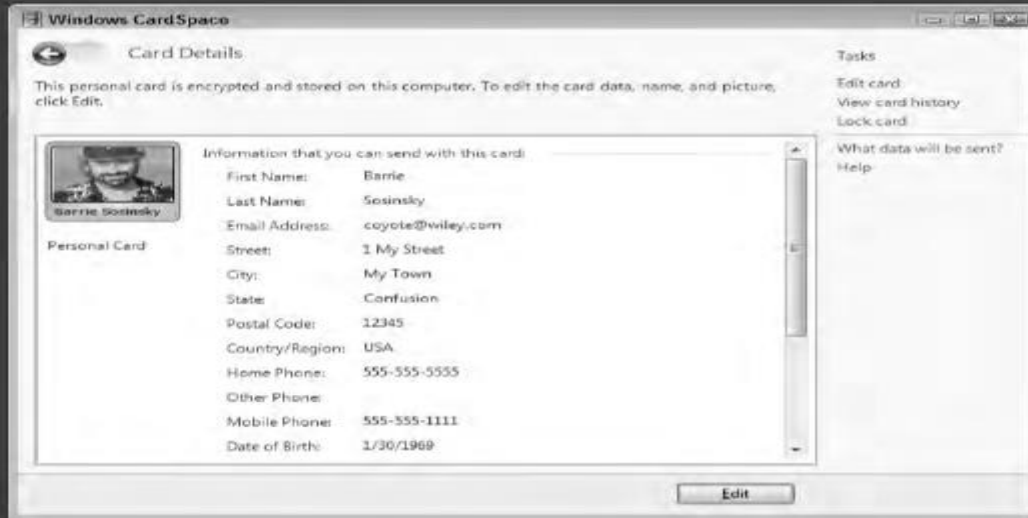 Windows CardSpace
Card Details
This personal card is encrypted and stored on this computer. To edit the card data, name, and picture,
click Edit.
Barrie Sosinsky
Personal Card
Information that you can send with this card:
First Name: Barrie
Last Name: Sosinsky
Email Address: coyote@wiley.com
Street: 1 My Street
City: My Town
State: Confusion
Postal Code: 12345
Country/Region: USA
Home Phone: 555-555-5555
Other Phone:
Mobile Phone: 555-555-1111
Date of Birth: 1/30/1969
Edit
Tasks
Edit card
View card history
Lock card
What data will be sent?
Help